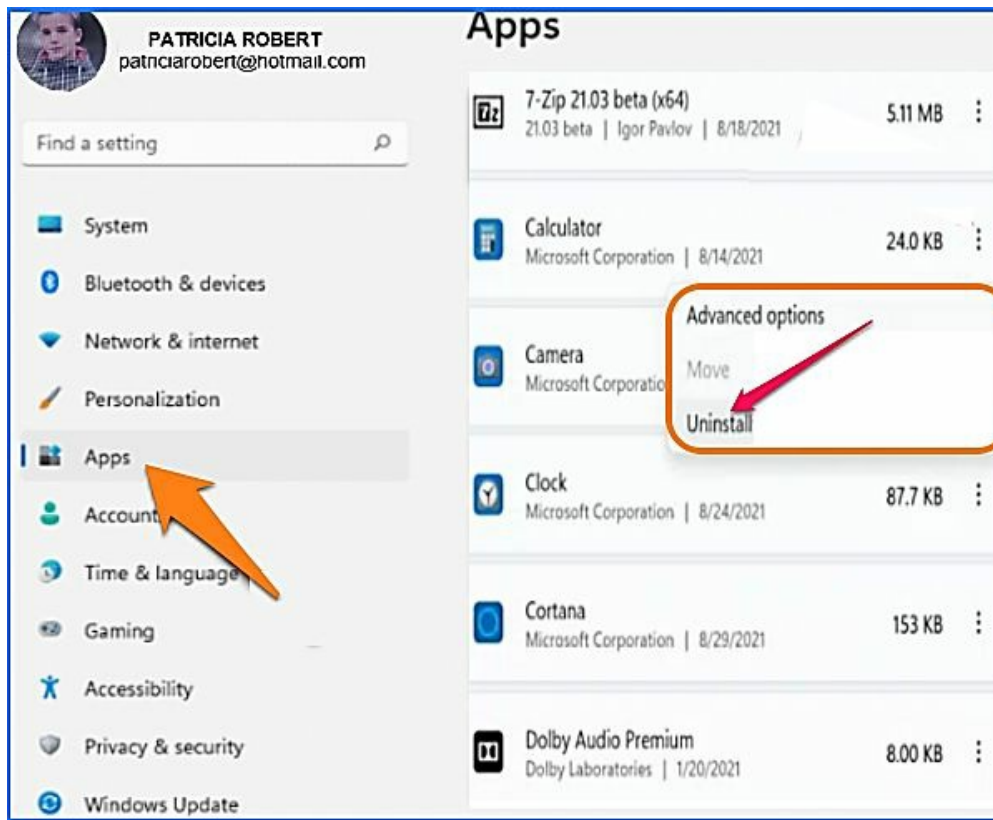 PATRICIA ROBERT
patriciarobert@hotmail.com
Find a setting
System
Bluetooth & devices
Network & internet
Personalization
Apps
Account
Time & language
Gaming
Accessibility
Privacy & security
Windows Update
Apps
7-Zip 21.03 beta (x64)
21.03 beta | Igor Pavlov | 8/18/2021
5.11 MB
Calculator
Microsoft Corporation | 8/14/2021
24.0 KB
Advanced options
Move
Uninstall
Camera
Microsoft Corporatio
Clock
Microsoft Corporation | 8/24/2021
87.7 KB
Cortana
Microsoft Corporation | 8/29/2021
153 KB
Dolby Audio Premium
Dolby Laboratories | 1/20/2021
8.00 KB